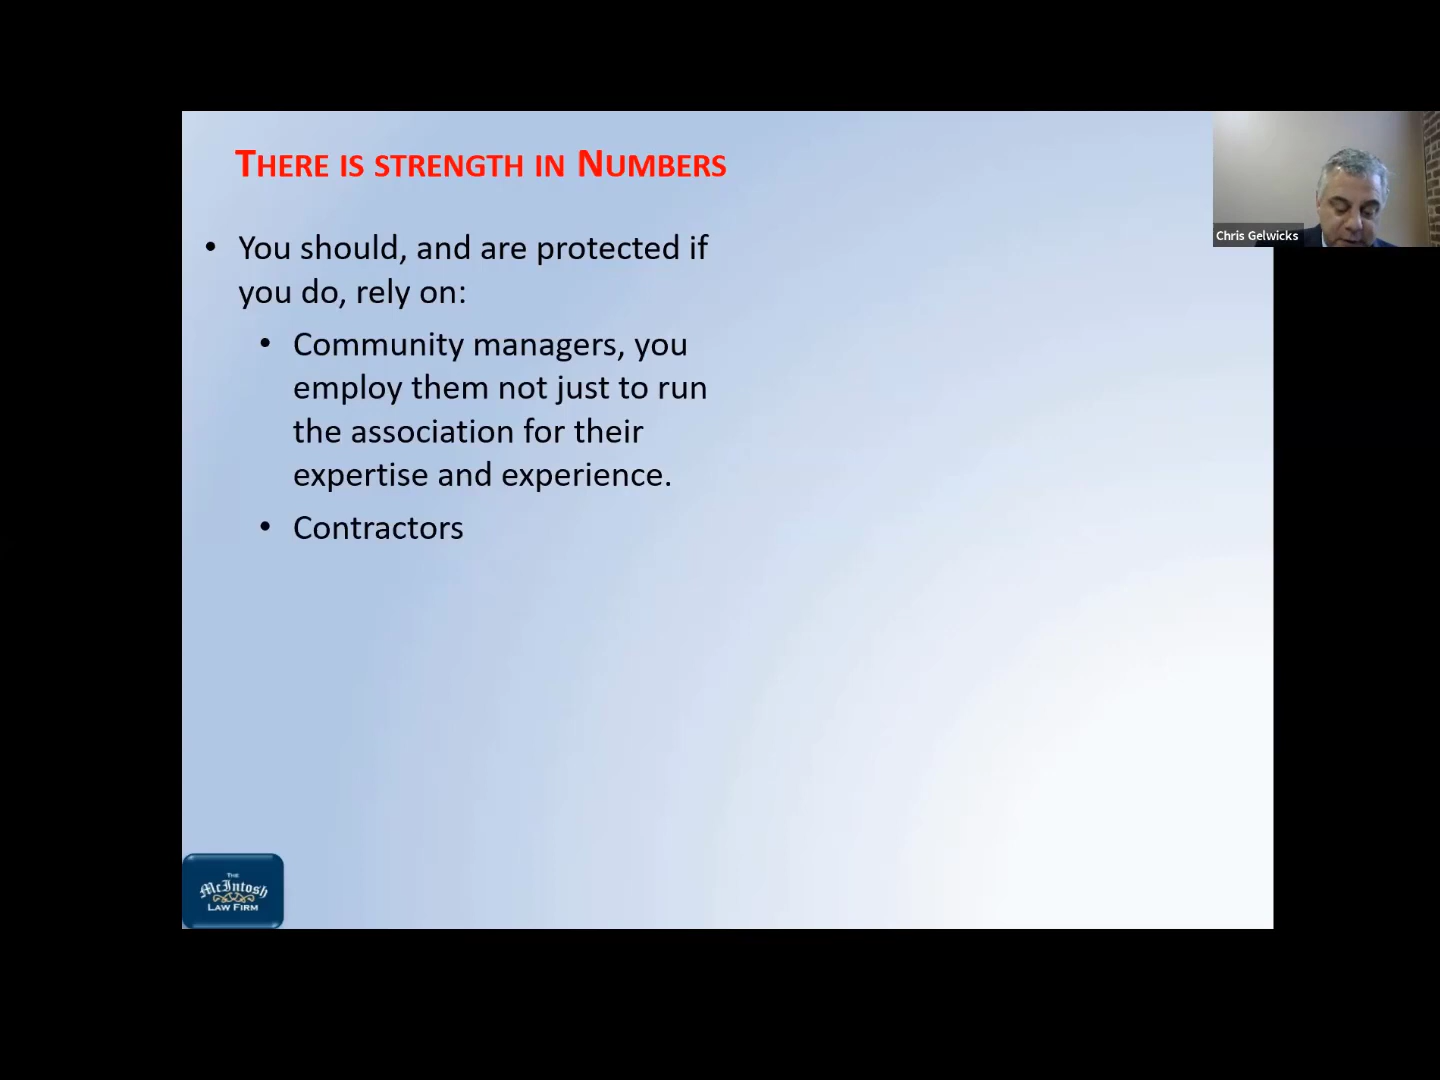 THERE IS STRENGTH IN NUMBERS
• You should, and are protected if
you do, rely on:
• Community managers, you
employ them not just to run
the association for their
expertise and experience.
• Contractors
Chris Gelwicks
THE
McIntosh
LAW FIRM